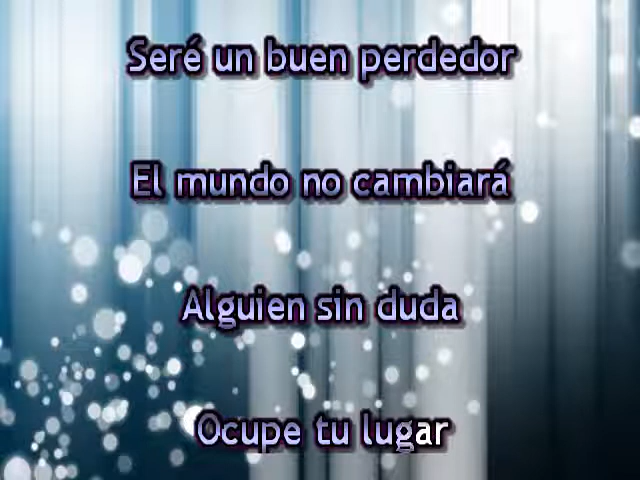 Seré un buen perdedor
El mundo no cambiará
Alguien sin duda
Ocupe tu lugar